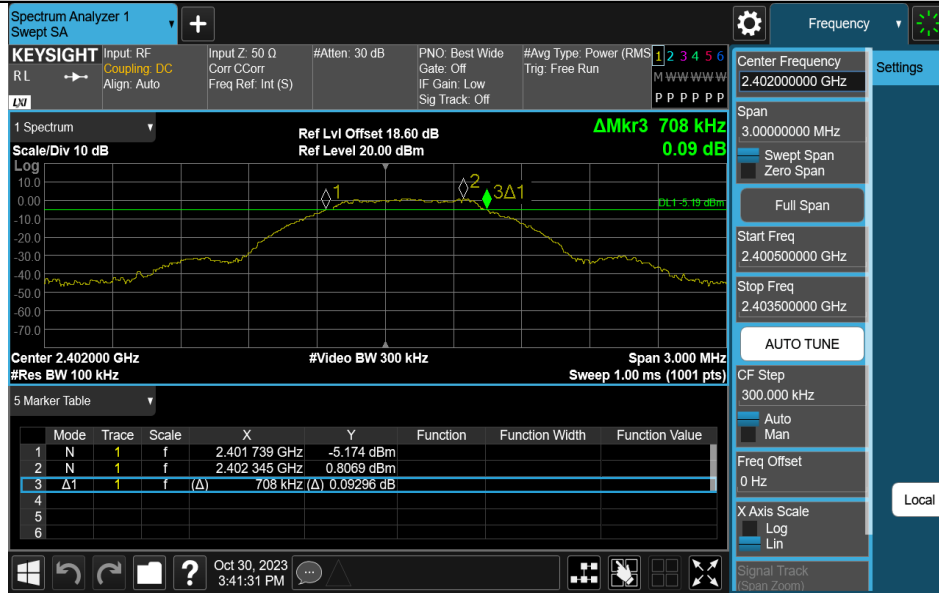 Spectrum Analyzer 1
Swept SA
+
Frequency
KEYSIGHT
RL
LXI
Input: RF
Coupling: DC
Align: Auto
Input Z: 50 Ω
Corr CCorr
Freq Ref: Int (S)
#Atten: 30 dB
PNO: Best Wide
Gate: Off
IF Gain: Low
Sig Track: Off
#Avg Type: Power (RMS
Trig: Free Run
1 2 3 4 5 6
M W W W W W
P P P P P P
1 Spectrum
Scale/Div 10 dB
Ref Lvl Offset 18.60 dB
Ref Level 20.00 dBm
ΔMkr3 708 kHz
0.09 dB
Log
10.0
0.00
-10.0
-20.0
-30.0
-40.0
-50.0
-60.0
-70.0
1
2
3Δ1
DL1 -5.19 dBm
Center 2.402000 GHz
#Video BW 300 kHz
Span 3.000 MHz
#Res BW 100 kHz
Sweep 1.00 ms (1001 pts)
5 Marker Table
Mode Trace Scale X Y Function Function Width Function Value
1 N 1 f 2.401 739 GHz -5.174 dBm
2 N 1 f 2.402 345 GHz 0.8069 dBm
3 Δ1 1 f (Δ) 708 kHz (Δ) 0.09296 dB
4
5
6
?
Oct 30, 2023
3:41:31 PM
Center Frequency
2.402000000 GHz
Settings
Span
3.00000000 MHz
Swept Span
Zero Span
Full Span
Start Freq
2.400500000 GHz
Stop Freq
2.403500000 GHz
AUTO TUNE
CF Step
300.000 kHz
Auto
Man
Freq Offset
0 Hz
Local
X Axis Scale
Log
Lin
Signal Track
(Span Zoom)